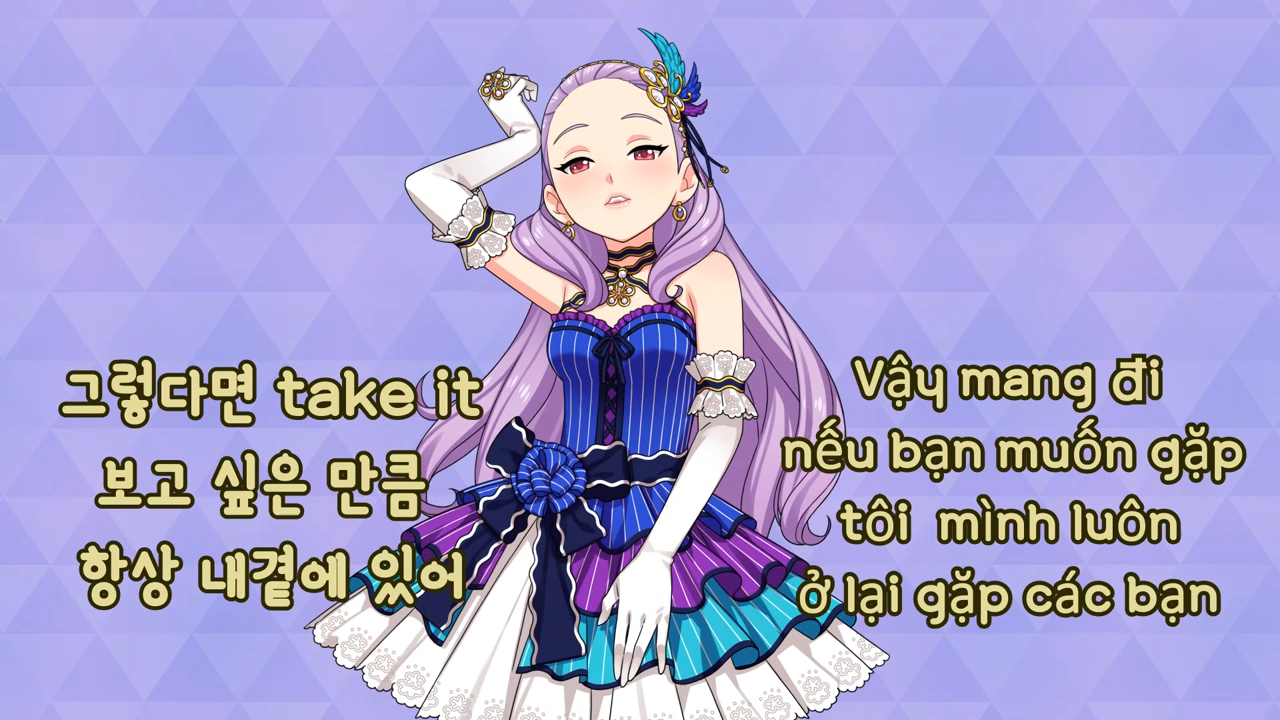 그렇다면 take it
보고 싶은 만큼
항상 내곁에 있어
Vậy mang đi
nếu bạn muốn gặp
tôi mình luôn
ở lại gặp các bạn